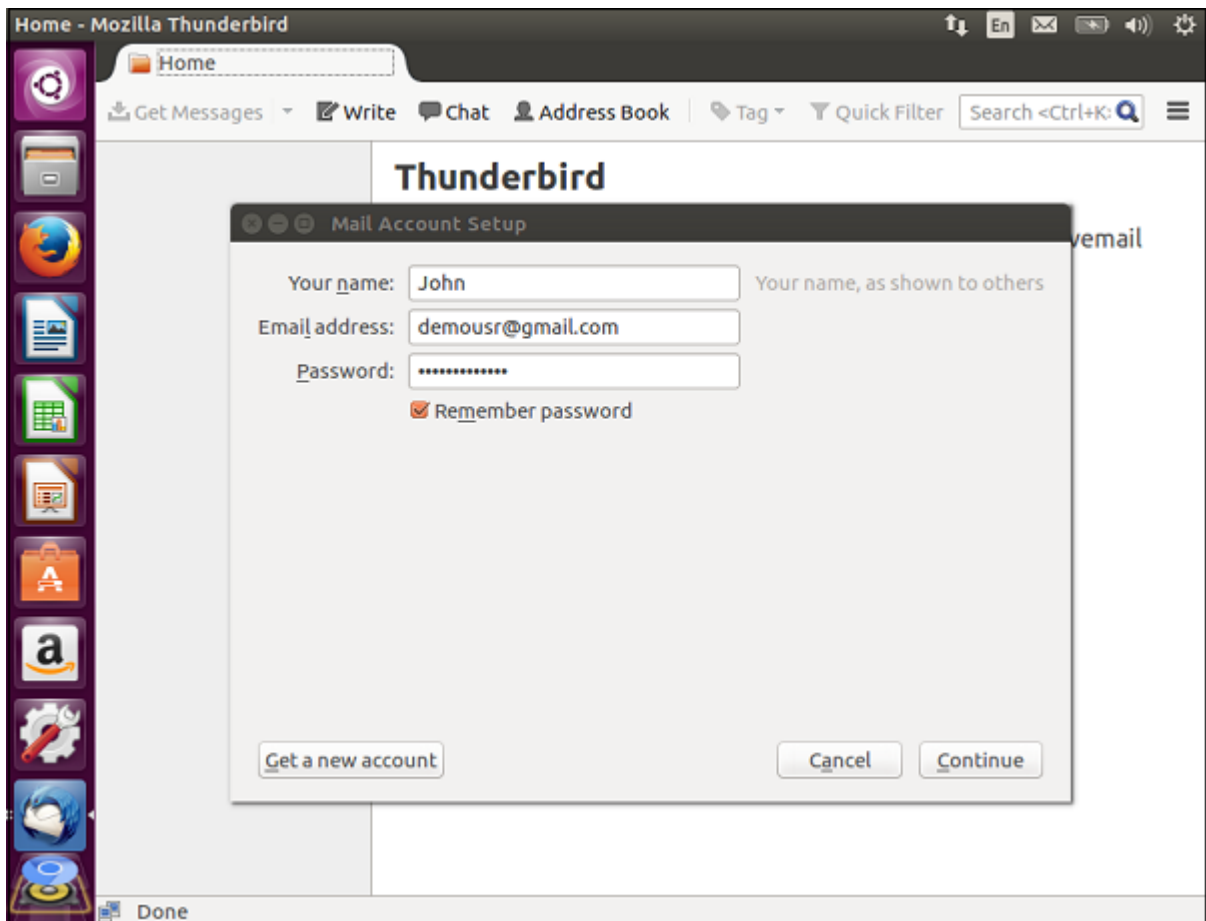 Home - Mozilla Thunderbird
En
Home
Get Messages Write Chat Address Book Tag Quick Filter Search <Ctrl+K>
Thunderbird
Mail Account Setup
vemail
Your name: John Your name, as shown to others
Email address: demousr@gmail.com
Password: •••••••••••••
Remember password
Get a new account Cancel Continue
Done